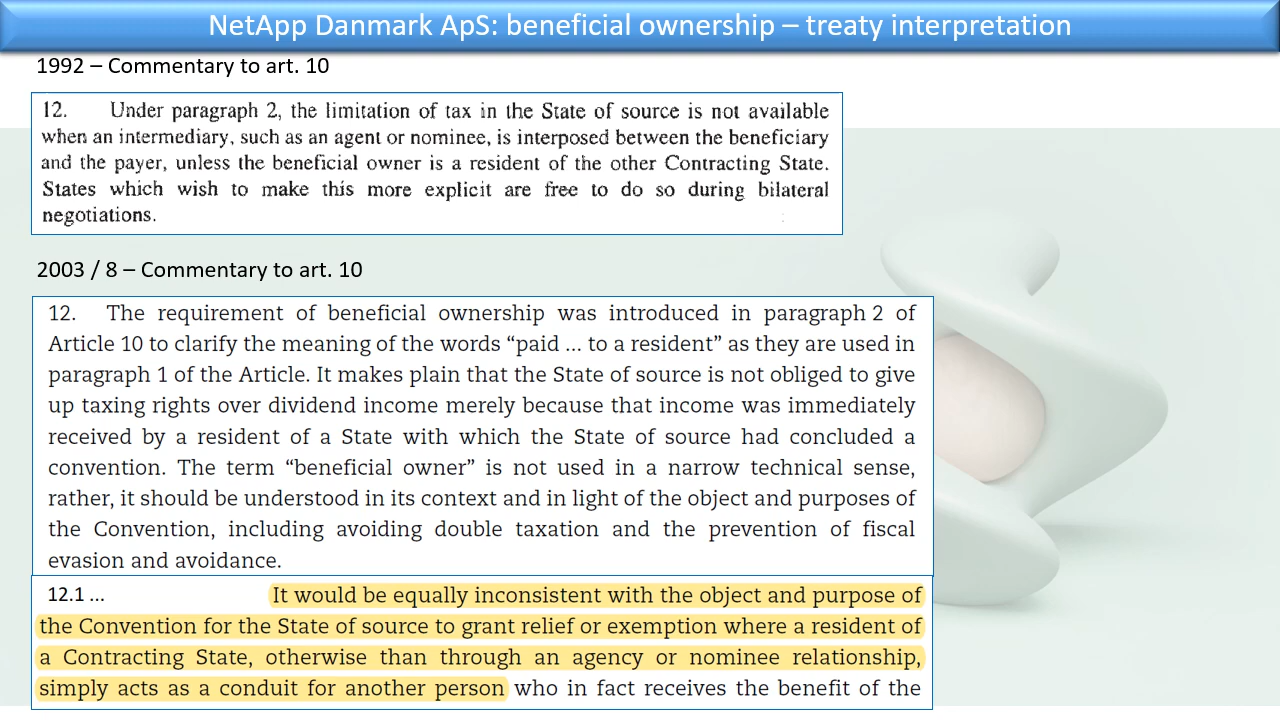 NetApp Danmark ApS: beneficial ownership – treaty interpretation
1992 – Commentary to art. 10
12. Under paragraph 2, the limitation of tax in the State of source is not available
when an intermediary, such as an agent or nominee, is interposed between the beneficiary
and the payer, unless the beneficial owner is a resident of the other Contracting State.
States which wish to make this more explicit are free to do so during bilateral
negotiations.
2003 / 8 – Commentary to art. 10
12. The requirement of beneficial ownership was introduced in paragraph 2 of
Article 10 to clarify the meaning of the words “paid ... to a resident” as they are used in
paragraph 1 of the Article. It makes plain that the State of source is not obliged to give
up taxing rights over dividend income merely because that income was immediately
received by a resident of a State with which the State of source had concluded a
convention. The term “beneficial owner” is not used in a narrow technical sense,
rather, it should be understood in its context and in light of the object and purposes of
the Convention, including avoiding double taxation and the prevention of fiscal
evasion and avoidance.
12.1 ... It would be equally inconsistent with the object and purpose of
the Convention for the State of source to grant relief or exemption where a resident of
a Contracting State, otherwise than through an agency or nominee relationship,
simply acts as a conduit for another person who in fact receives the benefit of the